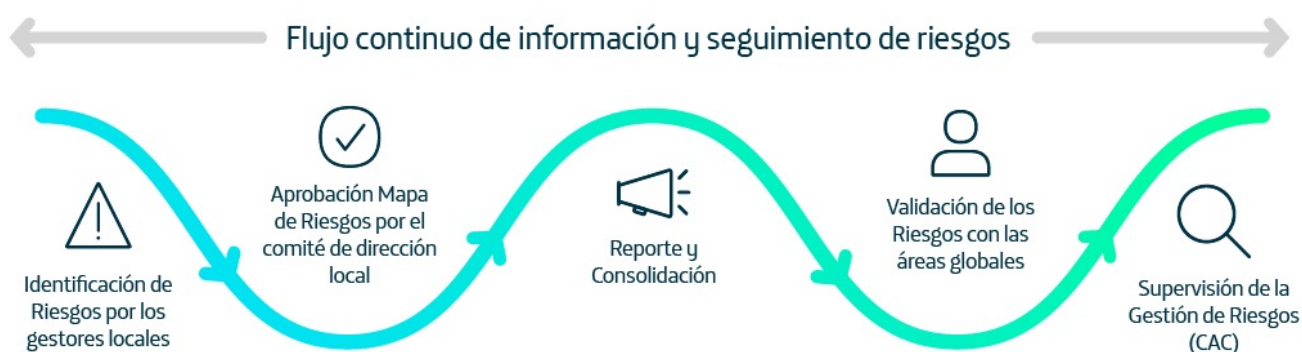 Flujo continuo de información y seguimiento de riesgos
Identificación de
Riesgos por los
gestores locales
Aprobación Mapa
de Riesgos por el
comité de dirección
local
Reporte y
Consolidación
Validación de los
Riesgos con las
áreas globales
Supervisión de la
Gestión de Riesgos
(CAC)